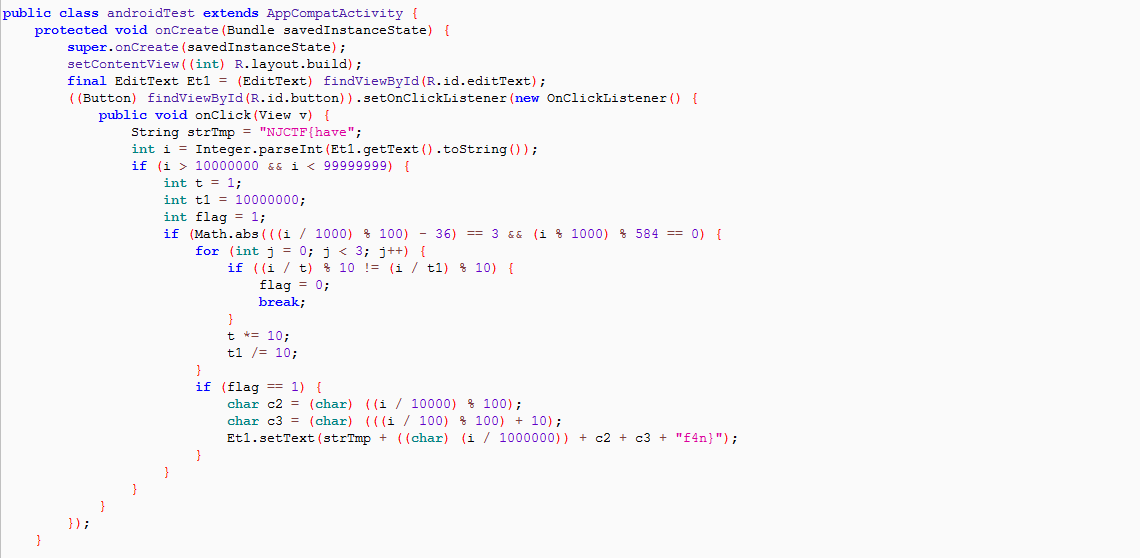 public class androidTest extends AppCompatActivity {
    protected void onCreate(Bundle savedInstanceState) {
        super.onCreate(savedInstanceState);
        setContentView((int) R.layout.build);
        final EditText Et1 = (EditText) findViewById(R.id.editText);
        ((Button) findViewById(R.id.button)).setOnClickListener(new OnClickListener() {
            public void onClick(View v) {
                String strTmp = "NJCTF{have";
                int i = Integer.parseInt(Et1.getText().toString());
                if (i > 10000000 && i < 99999999) {
                    int t = 1;
                    int t1 = 10000000;
                    int flag = 1;
                    if (Math.abs(((i / 1000) % 100) - 36) == 3 && (i % 1000) % 584 == 0) {
                        for (int j = 0; j < 3; j++) {
                            if ((i / t) % 10 != (i / t1) % 10) {
                                flag = 0;
                                break;
                            }
                            t *= 10;
                            t1 /= 10;
                        }
                        if (flag == 1) {
                            char c2 = (char) ((i / 10000) % 100);
                            char c3 = (char) (((i / 100) % 100) + 10);
                            Et1.setText(strTmp + ((char) (i / 1000000)) + c2 + c3 + "f4n}");
                        }
                    }
                }
            }
        });
    }